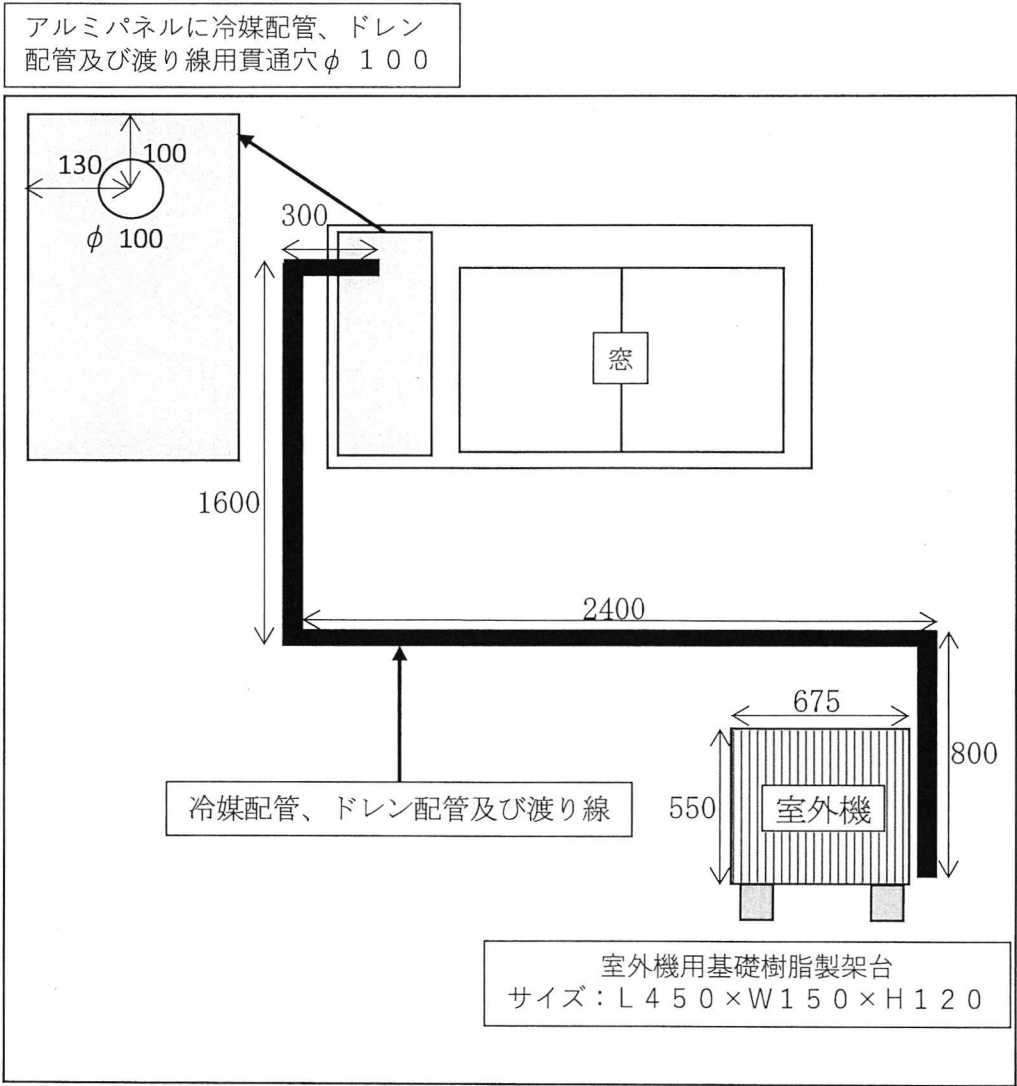 アルミパネルに冷媒配管、ドレン
配管及び渡り線用貫通穴φ１００
100
130
φ 100
300
窓
1600
2400
675
800
550
室外機
冷媒配管、ドレン配管及び渡り線
室外機用基礎樹脂製架台
サイズ：Ｌ４５０×Ｗ１５０×Ｈ１２０